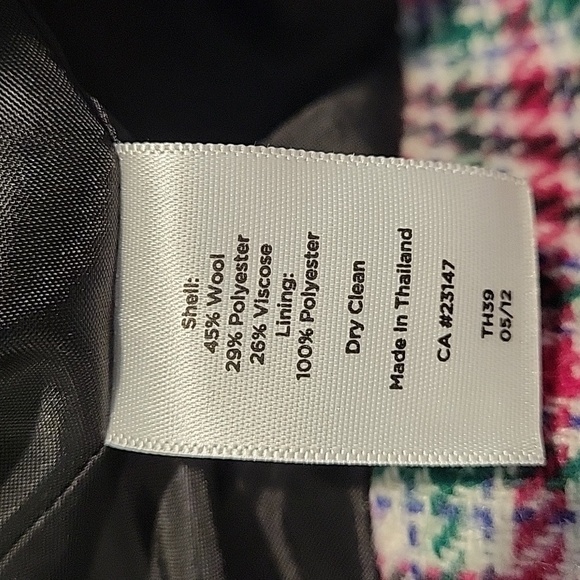 Shell:
45% Wool
29% Polyester
26% Viscose
Lining:
100% Polyester
Dry Clean
Made In Thailand
CA #23147
TH39
05/12